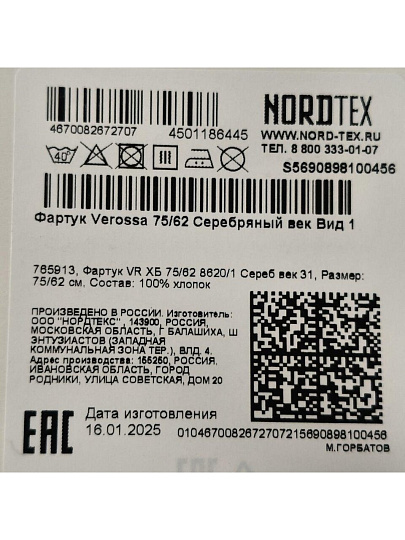 NORDTEX
4670082672707 4501186445
WWW.NORD-TEX.RU
ТЕЛ. 8 800 333-01-07
40
S5690898100456
Фартук Verossa 75/62 Серебряный век Вид 1
765913, Фартук VR ХБ 75/62 8620/1 Сереб век 31, Размер:
75/62 см, Состав: 100% хлопок
ПРОИЗВЕДЕНО В РОССИИ. Изготовитель:
ООО "НОРДТЕКС" , 143900, РОССИЯ,
МОСКОВСКАЯ ОБЛАСТЬ, Г БАЛАШИХА, Ш
ЭНТУЗИАСТОВ (ЗАПАДНАЯ
КОММУНАЛЬНАЯ ЗОНА ТЕР.), ВЛД. 4.
Адрес производства: 155250, РОССИЯ,
ИВАНОВСКАЯ ОБЛАСТЬ, ГОРОД
РОДНИКИ, УЛИЦА СОВЕТСКАЯ, ДОМ 20
EAC
Дата изготовления
16.01.2025
0104670082672707215690898100456
М.ГОРБАТОВ